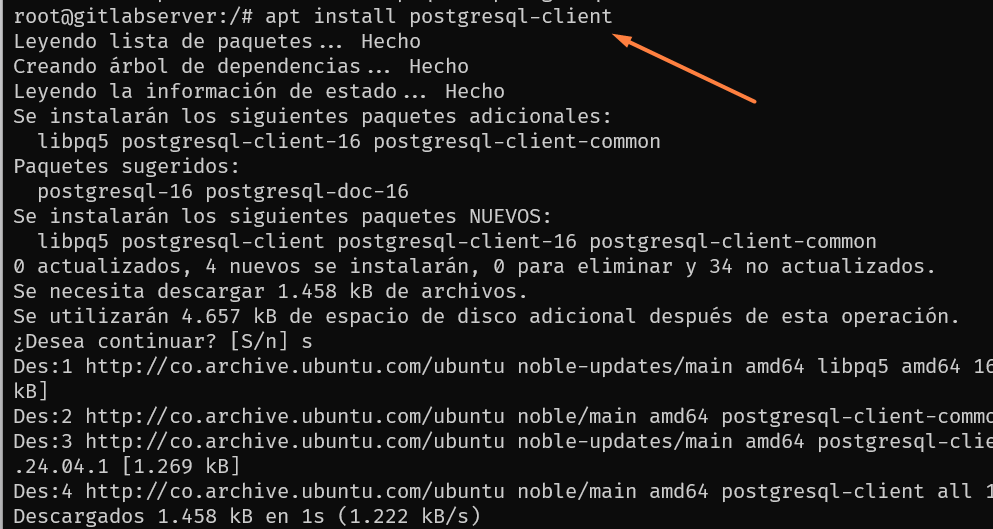 root@gitlabserver:/# apt install postgresql-client
Leyendo lista de paquetes... Hecho
Creando árbol de dependencias... Hecho
Leyendo la información de estado... Hecho
Se instalarán los siguientes paquetes adicionales:
libpq5 postgresql-client-16 postgresql-client-common
Paquetes sugeridos:
postgresql-16 postgresql-doc-16
Se instalarán los siguientes paquetes NUEVOS:
libpq5 postgresql-client postgresql-client-16 postgresql-client-common
0 actualizados, 4 nuevos se instalarán, 0 para eliminar y 34 no actualizados.
Se necesita descargar 1.458 kB de archivos.
Se utilizarán 4.657 kB de espacio de disco adicional después de esta operación.
¿Desea continuar? [S/n] s
Des:1 http://co.archive.ubuntu.com/ubuntu noble-updates/main amd64 libpq5 amd64 16
kB]
Des:2 http://co.archive.ubuntu.com/ubuntu noble/main amd64 postgresql-client-commo
Des:3 http://co.archive.ubuntu.com/ubuntu noble-updates/main amd64 postgresql-clie
.24.04.1 [1.269 kB]
Des:4 http://co.archive.ubuntu.com/ubuntu noble/main amd64 postgresql-client all 1
Descargados 1.458 kB en 1s (1.222 kB/s)